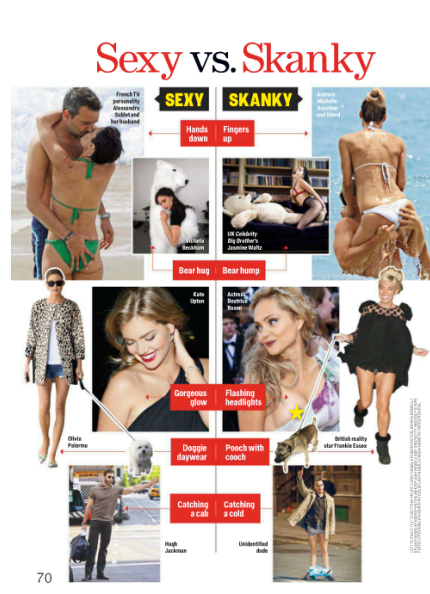 Sexy vs. Skanky
SEXY
SKANKY
French TV
personality
Alessandra
Sublet and
her husband
Actress
Michelle
Hunziker
and friend
Hands
down
Fingers
up
Victoria
Beckham
UK Celebrity
Big Brother's
Jasmine Waltz
Bear hug
Bear hump
Kate
Upton
Actress
Beatrice
Rosen
Gorgeous
glow
Flashing
headlights
Olivia
Palermo
British reality
star Frankie Essex
Doggie
daywear
Pooch with
cooch
Catching
a cab
Catching
a cold
Hugh
Jackman
Unidentified
dude
70